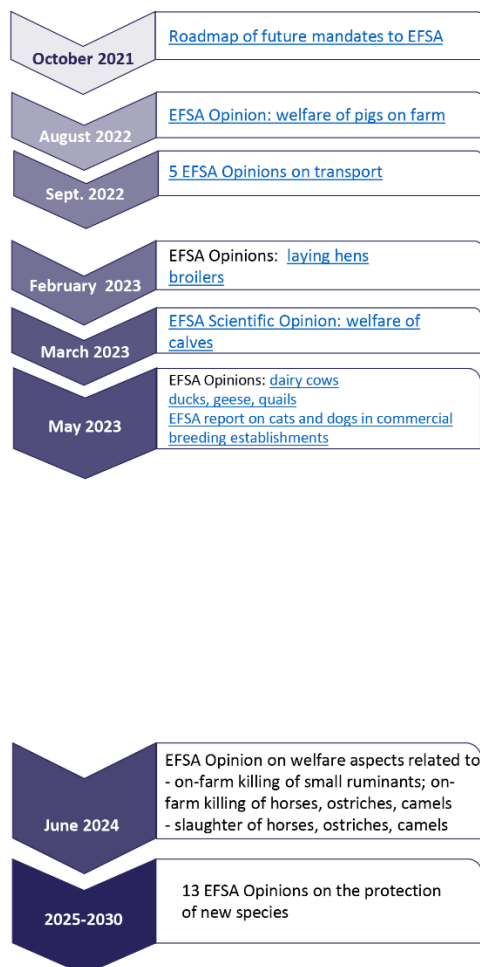 October 2021
Roadmap of future mandates to EFSA
August 2022
EFSA Opinion: welfare of pigs on farm
Sept. 2022
5 EFSA Opinions on transport
February 2023
EFSA Opinions: laying hens
broilers
March 2023
EFSA Scientific Opinion: welfare of
calves
May 2023
EFSA Opinions: dairy cows
ducks, geese, quails
EFSA report on cats and dogs in commercial
breeding establishments
June 2024
EFSA Opinion on welfare aspects related to
- on-farm killing of small ruminants; on-
farm killing of horses, ostriches, camels
- slaughter of horses, ostriches, camels
2025-2030
13 EFSA Opinions on the protection
of new species